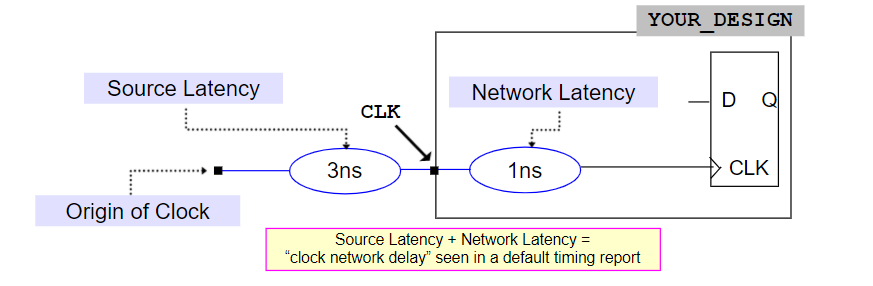 YOUR_DESIGN
Source Latency
Network Latency
CLK
D Q
3ns
1ns
CLK
Origin of Clock
Source Latency + Network Latency =
“clock network delay” seen in a default timing report